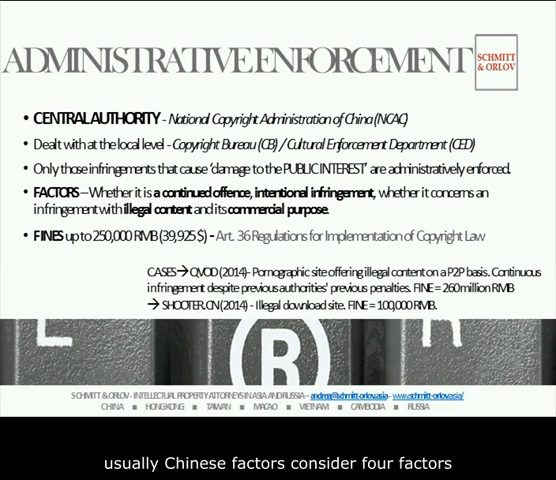 ADMINISTRATIVE ENFORCEMENT
SCHMITT
& ORLOV
• CENTRAL AUTHORITY - National Copyright Administration of China (NCAC)
• Dealt with at the local level - Copyright Bureau (CB) / Cultural Enforcement Department (CED)
• Only those infringements that cause 'damage to the PUBLIC INTEREST' are administratively enforced.
• FACTORS – Whether it is a continued offence, intentional infringement, whether it concerns an
infringement with illegal content and its commercial purpose.
• FINES up to 250,000 RMB (39,925 $) - Art. 36 Regulations for Implementation of Copyright Law
CASES → QVOD (2014)- Pornographic site offering illegal content on a P2P basis. Continuous
infringement despite previous authorities' previous penalties. FINE = 260 million RMB
→ SHOOTER.CN (2014) - Illegal download site. FINE = 100,000 RMB.
L ® R
SCHMITT & ORLOV - INTELLECTUAL PROPERTY ATTORNEYS IN ASIA AND RUSSIA – andrea@schmitt-orlov.asia - www.schmitt-orlov.asia/
CHINA ■ HONG KONG ■ TAIWAN ■ MACAO ■ VIETNAM ■ CAMBODIA ■ RUSSIA
usually Chinese factors consider four factors